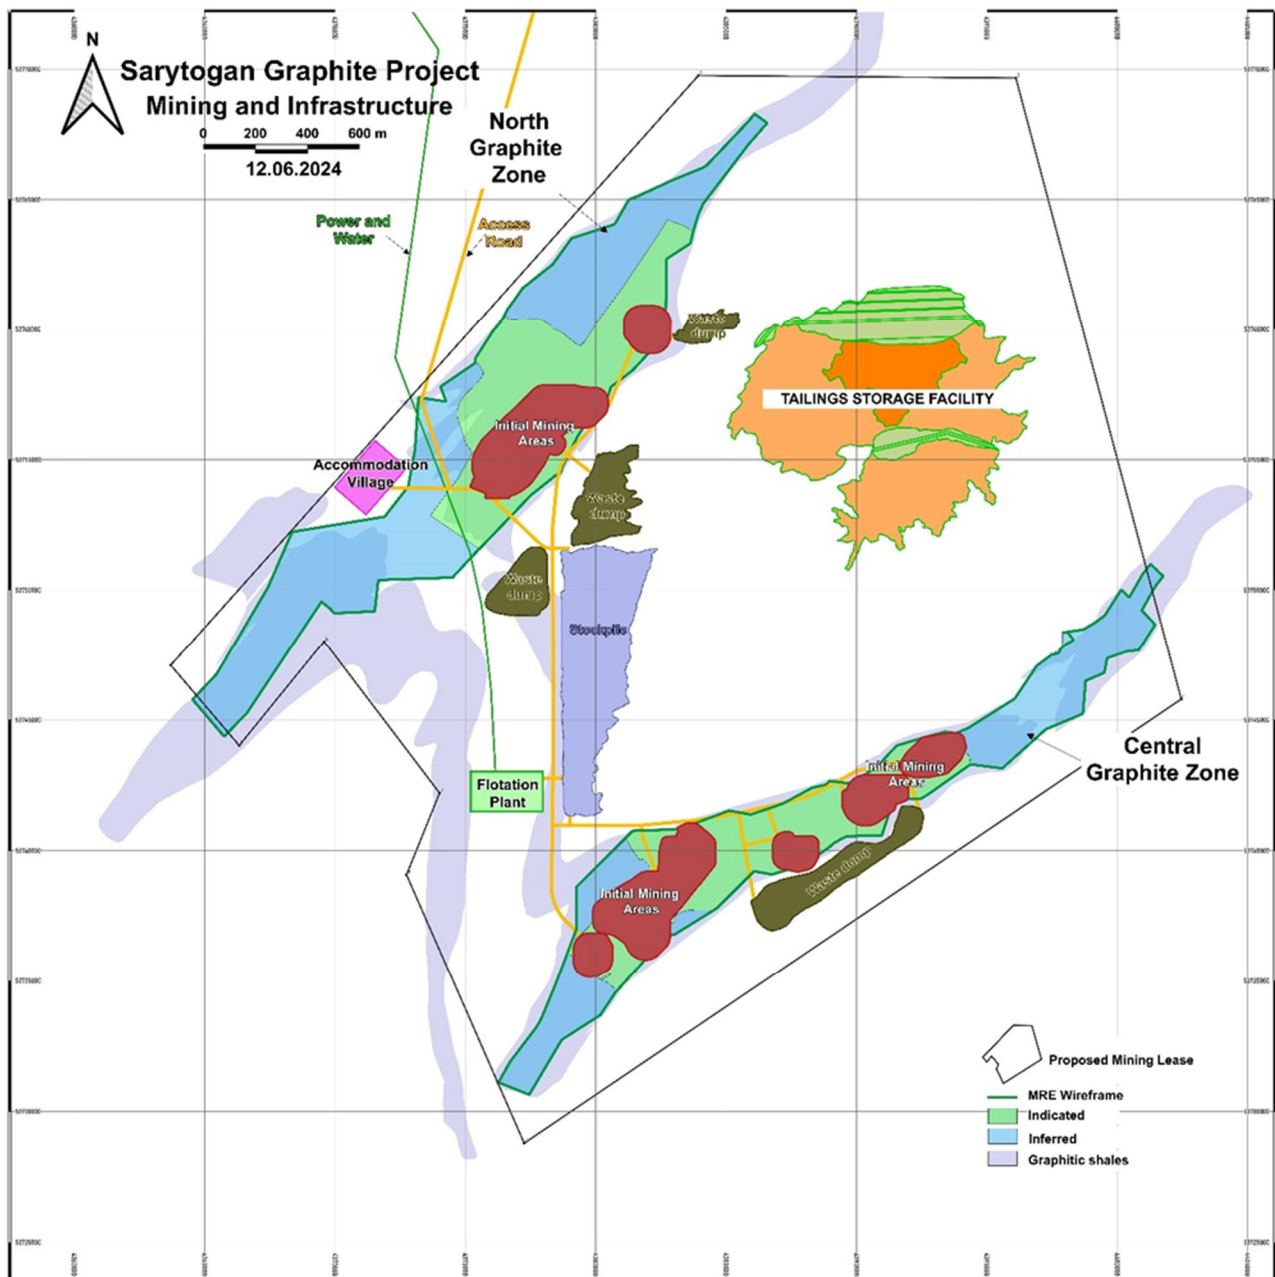 N
Sarytogan Graphite Project
Mining and Infrastructure
0 200 400 600 m
12.06.2024
North
Graphite
Zone
Power and
Water
Access
Road
Waste
dump
TAILINGS STORAGE FACILITY
Initial Mining
Areas
Accommodation
Village
Waste
dump
Waste
dump
Stockpile
Central
Graphite Zone
Initial Mining
Areas
Flotation
Plant
Waste dump
Initial Mining
Areas
Proposed Mining Lease
MRE Wireframe
Indicated
Inferred
Graphitic shales